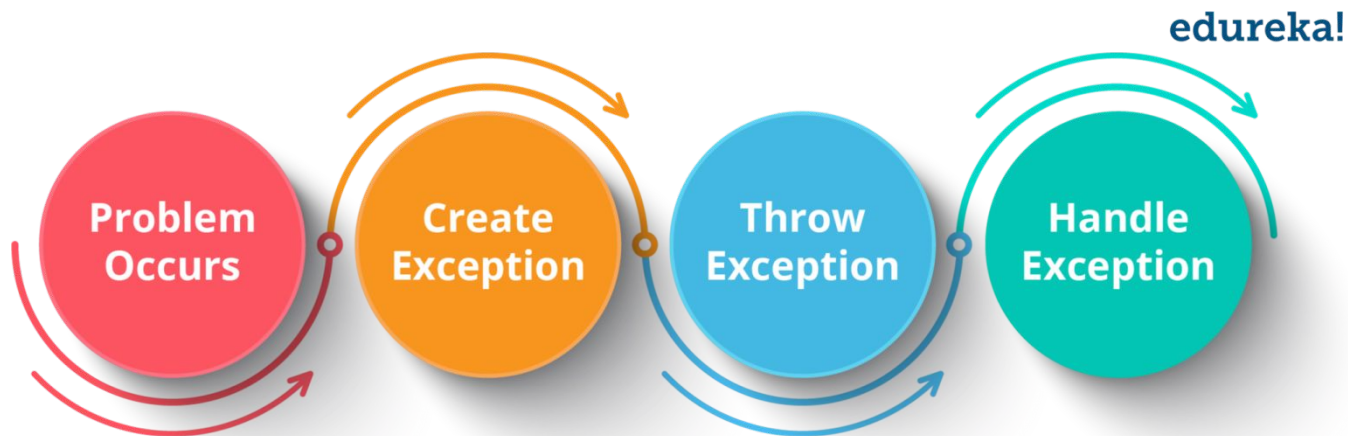 edureka!
Problem
Occurs
Create
Exception
Throw
Exception
Handle
Exception